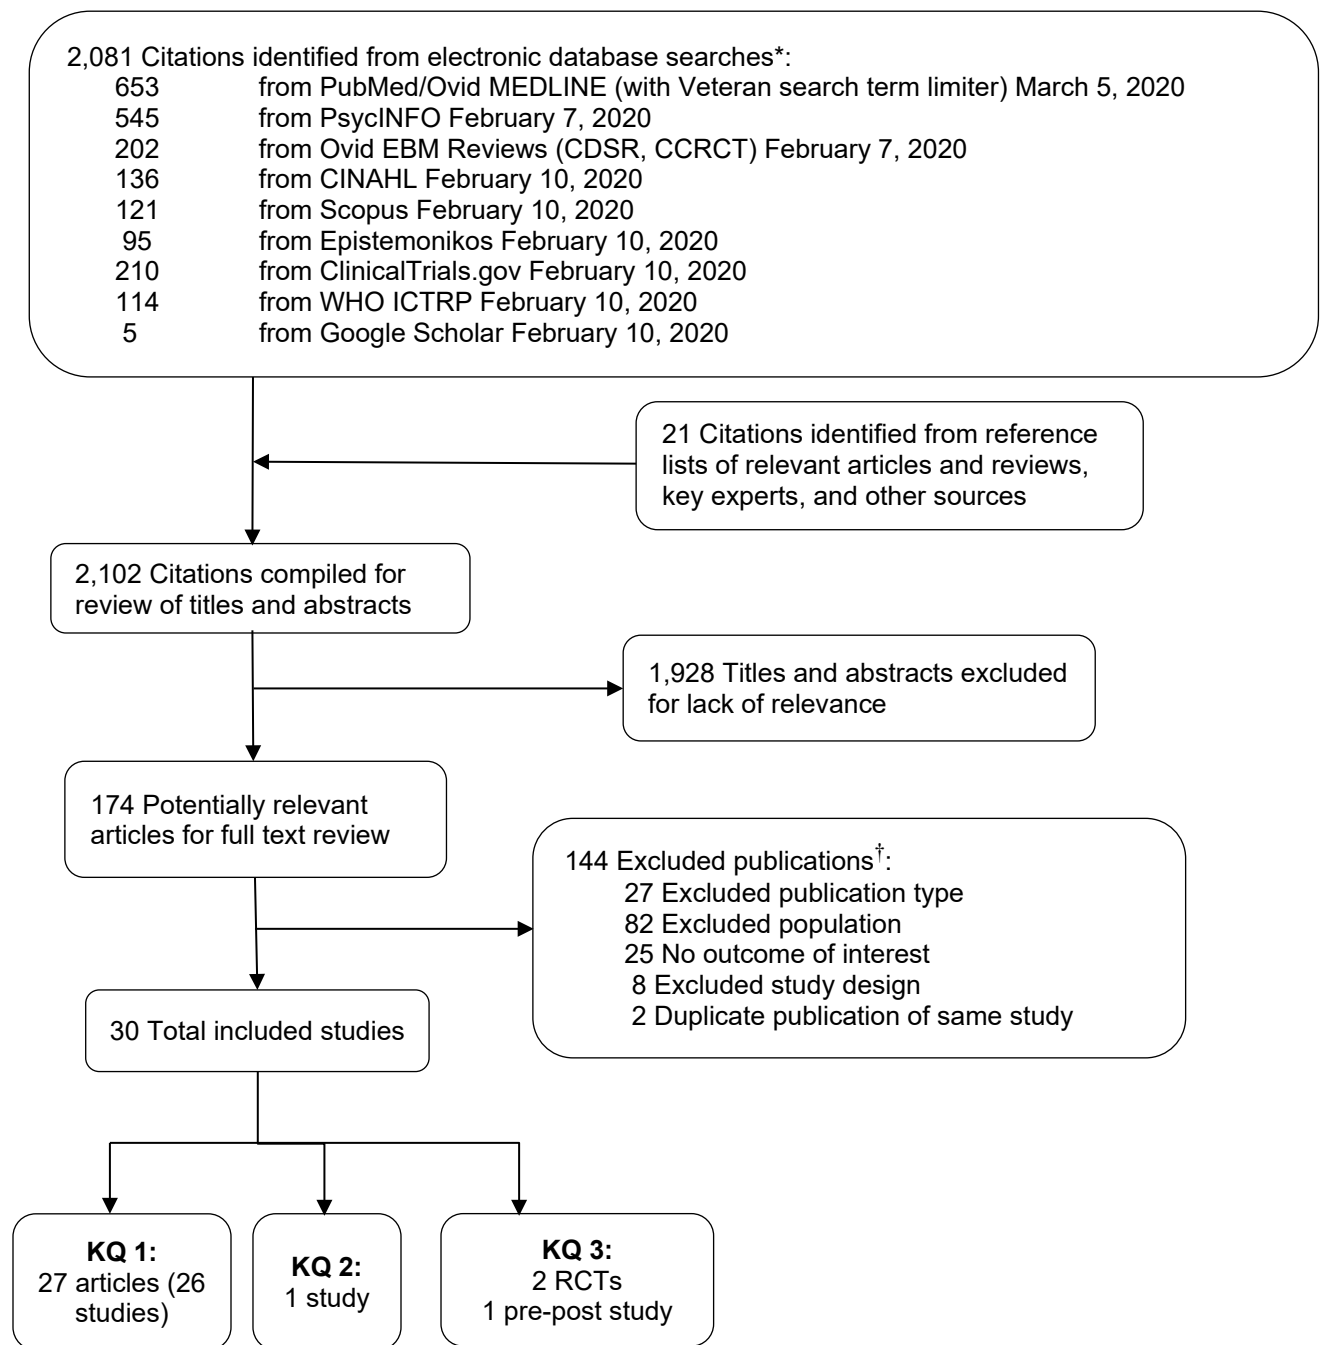 2,081 Citations identified from electronic database searches*:
653 from PubMed/Ovid MEDLINE (with Veteran search term limiter) March 5, 2020
545 from PsycINFO February 7, 2020
202 from Ovid EBM Reviews (CDSR, CCRCT) February 7, 2020
136 from CINAHL February 10, 2020
121 from Scopus February 10, 2020
95 from Epistemonikos February 10, 2020
210 from ClinicalTrials.gov February 10, 2020
114 from WHO ICTRP February 10, 2020
5 from Google Scholar February 10, 2020
21 Citations identified from reference
lists of relevant articles and reviews,
key experts, and other sources
2,102 Citations compiled for
review of titles and abstracts
1,928 Titles and abstracts excluded
for lack of relevance
174 Potentially relevant
articles for full text review
144 Excluded publications†:
27 Excluded publication type
82 Excluded population
25 No outcome of interest
8 Excluded study design
2 Duplicate publication of same study
30 Total included studies
KQ 1:
27 articles (26
studies)
KQ 2:
1 study
KQ 3:
2 RCTs
1 pre-post study